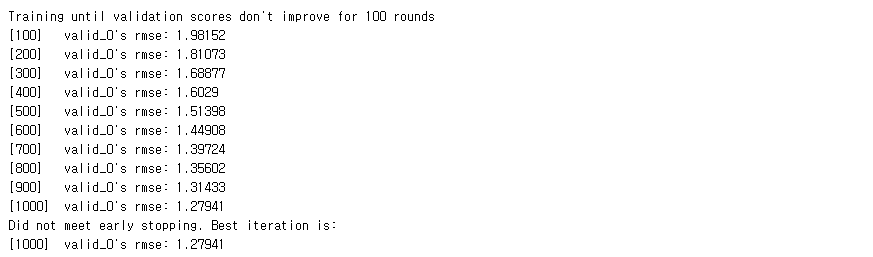 Training until validation scores don't improve for 100 rounds
[100]	valid_0's rmse: 1.98152
[200]	valid_0's rmse: 1.81073
[300]	valid_0's rmse: 1.68877
[400]	valid_0's rmse: 1.6029
[500]	valid_0's rmse: 1.51398
[600]	valid_0's rmse: 1.44908
[700]	valid_0's rmse: 1.39724
[800]	valid_0's rmse: 1.35602
[900]	valid_0's rmse: 1.31433
[1000]	valid_0's rmse: 1.27941
Did not meet early stopping. Best iteration is:
[1000]	valid_0's rmse: 1.27941